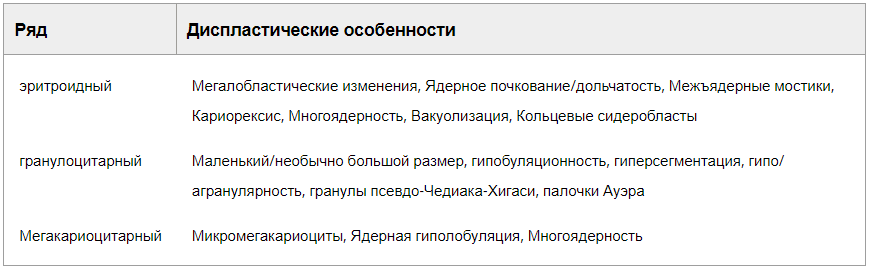 Ряд Диспластические особенности
эритроидный Мегалобластические изменения, Ядерное почкование/дольчатость, Межъядерные мостики,
Кариорексис, Многоядерность, Вакуолизация, Кольцевые сидеробласты
гранулоцитарный Маленький/необычно большой размер, гипобуляционность, гиперсегментация, гипо/
агранулярность, гранулы псевдо-Чедиака-Хигаси, палочки Ауэра
Мегакариоцитарный Микромегакариоциты, Ядерная гиполобуляция, Многоядерность